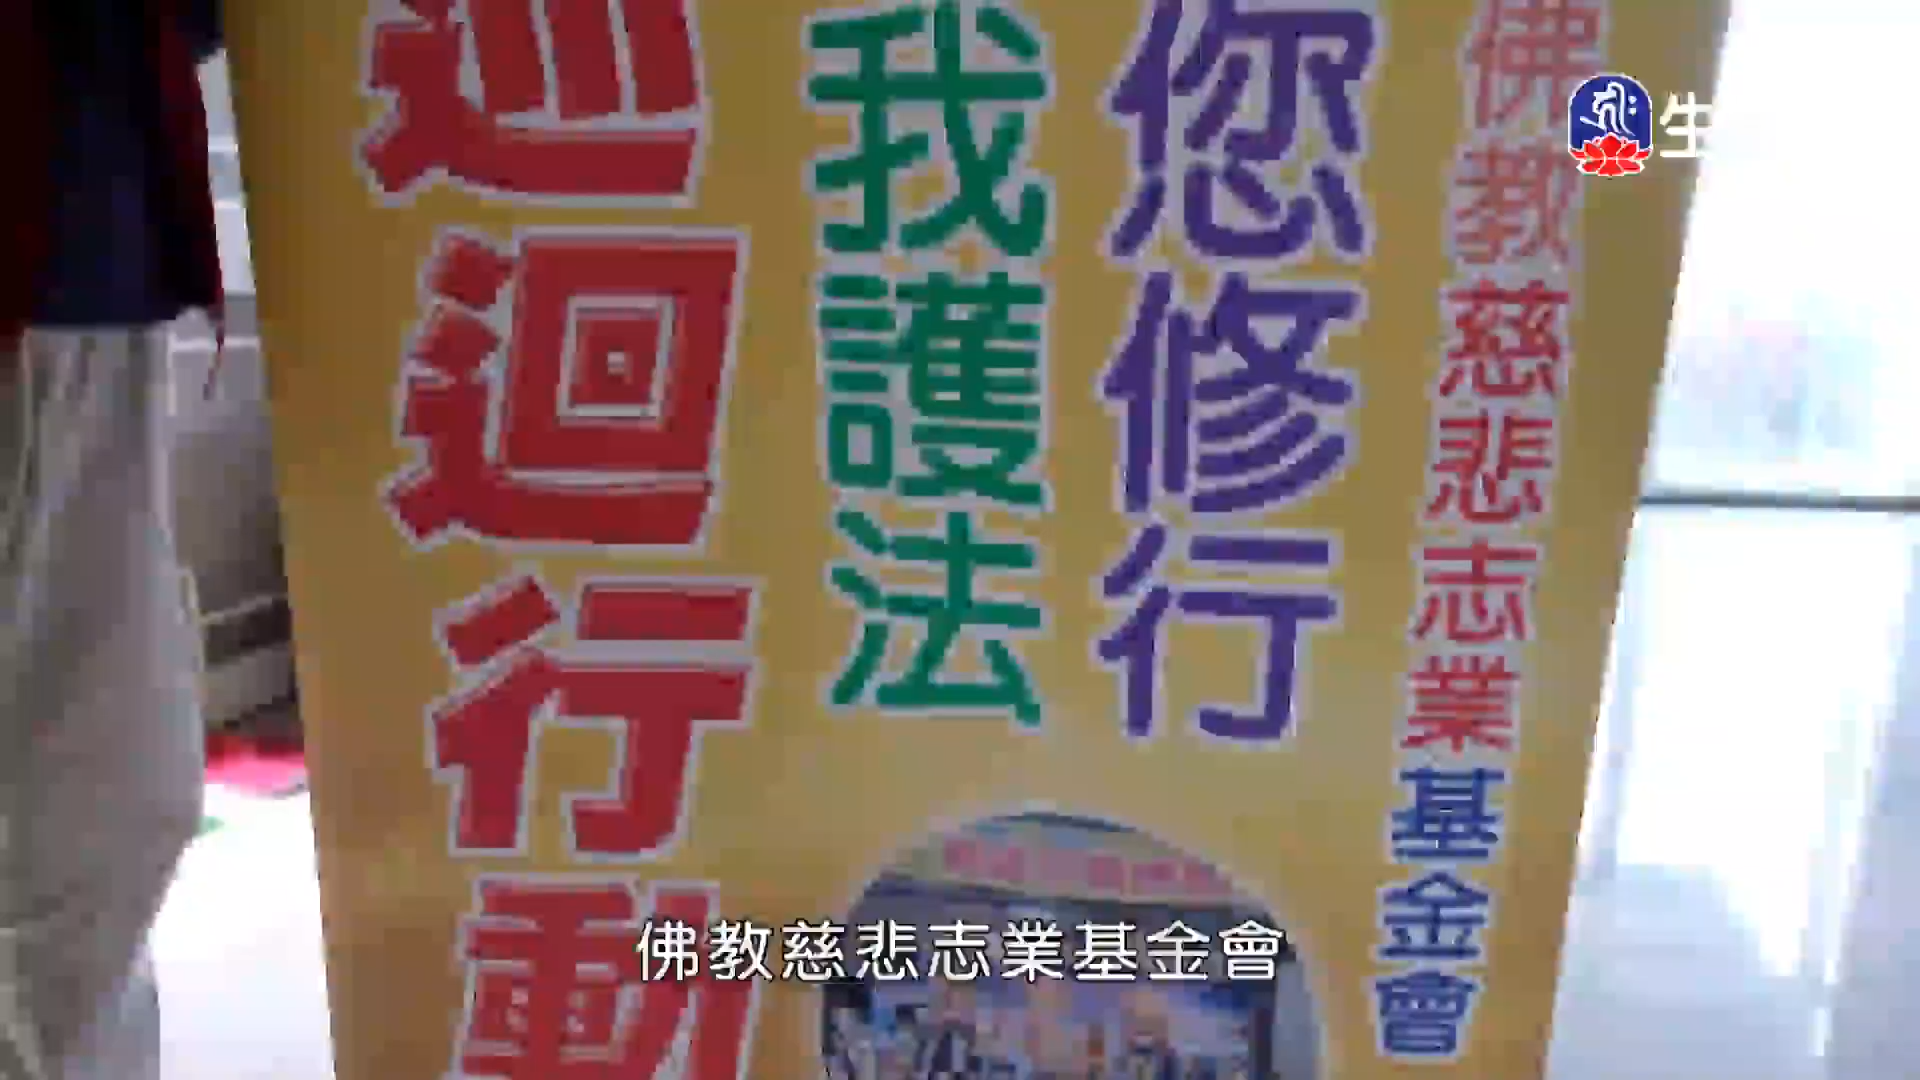 佛教慈悲志業基金會
您修行
我護法
巡迴行動
生
佛教慈悲志業基金會